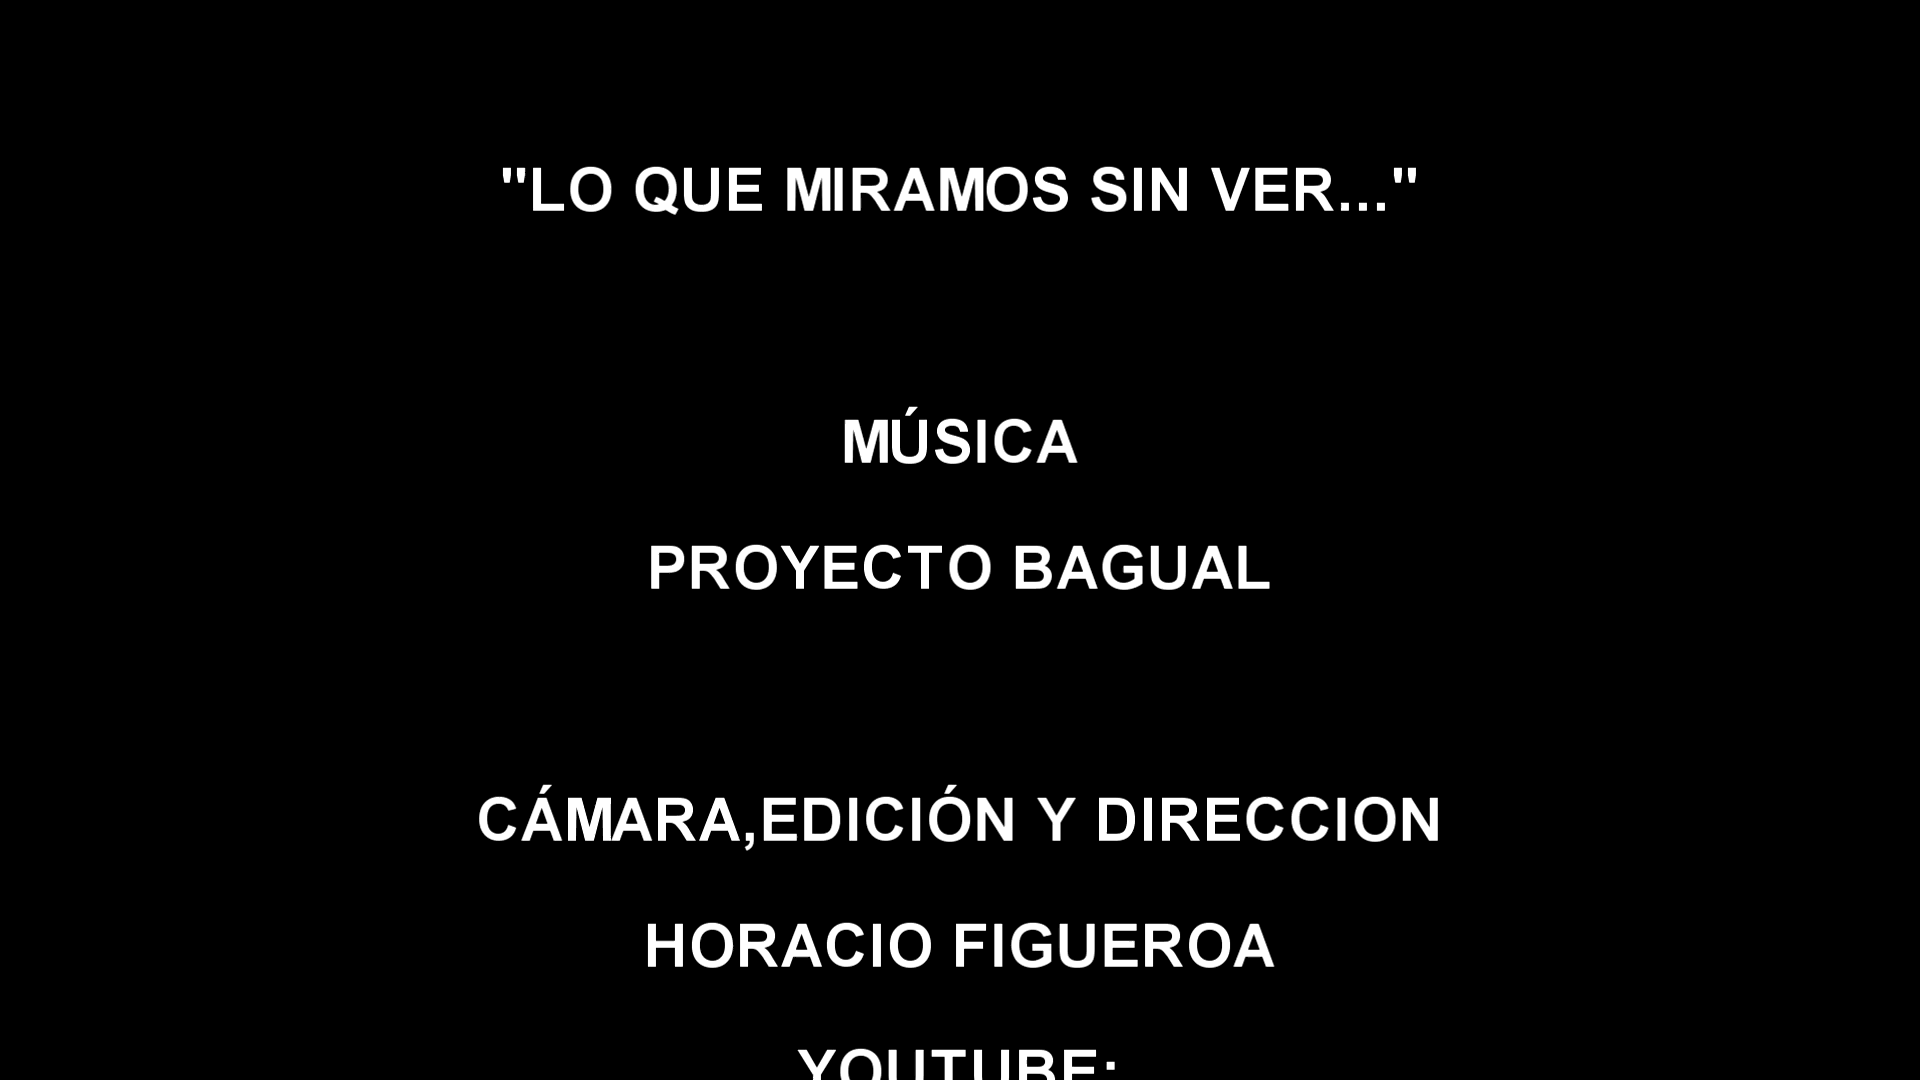 "LO QUE MIRAMOS SIN VER..."
MÚSICA
PROYECTO BAGUAL
CÁMARA,EDICIÓN Y DIRECCION
HORACIO FIGUEROA
YOUTUBE: